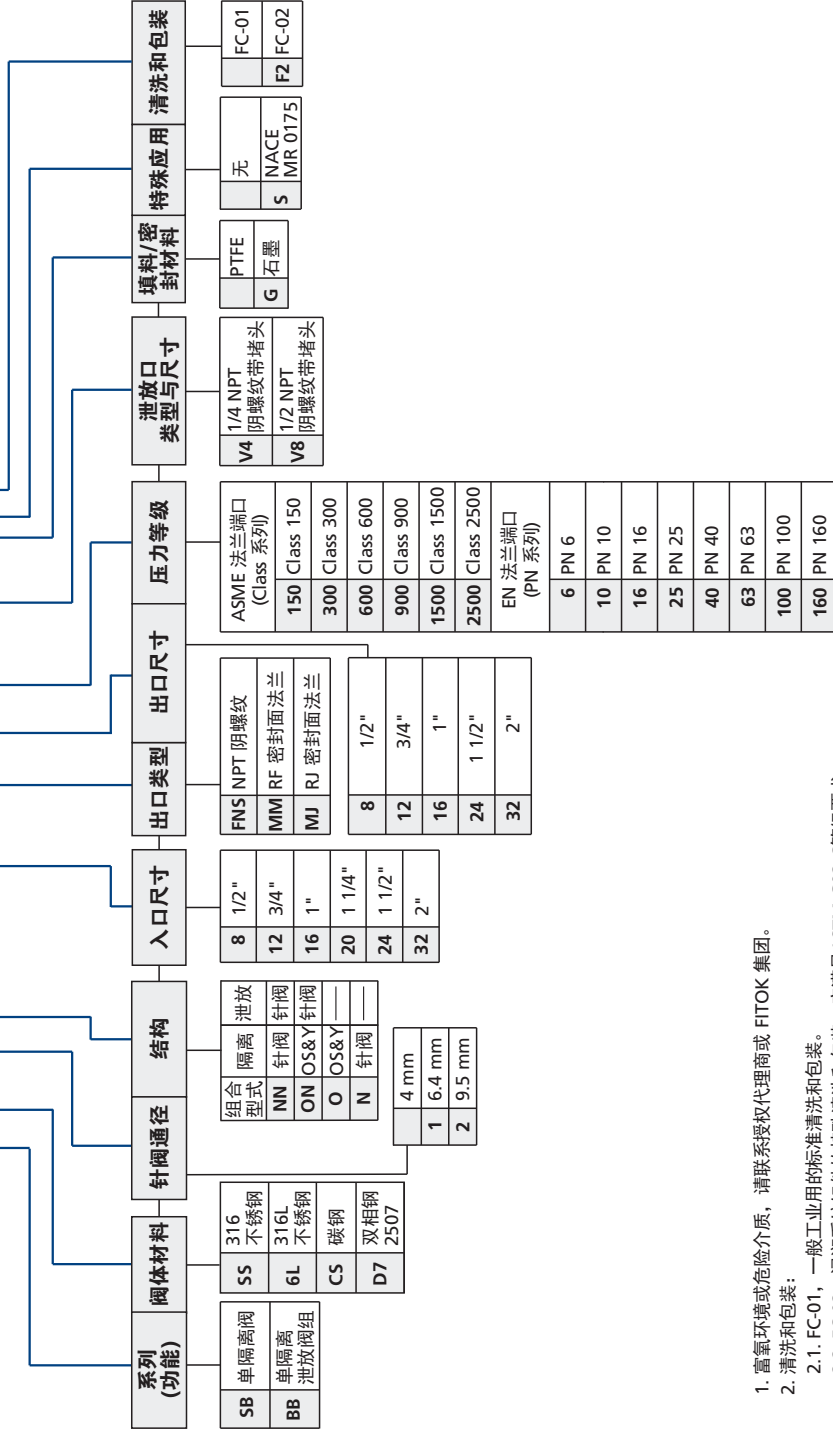 系列
(功能)
SB 单隔离阀
BB 单隔离
泄放阀组
阀体材料
SS 316
不锈钢
6L 316L
不锈钢
CS 碳钢
D7 双相钢
2507
针阀通径
4 mm
1 6.4 mm
2 9.5 mm
结构
组合
型式 隔离 泄放
NN 针阀 针阀
ON OS&Y 针阀
O OS&Y ——
N 针阀 ——
入口尺寸
8 1/2"
12 3/4"
16 1"
20 1 1/4"
24 1 1/2"
32 2"
出口类型
FNS NPT 阴螺纹
MM RF 密封面法兰
MJ RJ 密封面法兰
出口尺寸
8 1/2"
12 3/4"
16 1"
24 1 1/2"
32 2"
压力等级
ASME 法兰端口
(Class 系列)
150 Class 150
300 Class 300
600 Class 600
900 Class 900
1500 Class 1500
2500 Class 2500
EN 法兰端口
(PN 系列)
6 PN 6
10 PN 10
16 PN 16
25 PN 25
40 PN 40
63 PN 63
100 PN 100
160 PN 160
泄放口
类型与尺寸
V4 1/4 NPT
阴螺纹带堵头
V8 1/2 NPT
阴螺纹带堵头
填料/密
封材料
PTFE
G 石墨
特殊应用
无
S NACE
MR 0175
清洗和包装
FC-01
F2 FC-02
1. 富氧环境或危险介质，请联系授权代理商或 FITOK 集团。
2. 清洗和包装：
2.1. FC-01，一般工业用的标准清洗和包装。